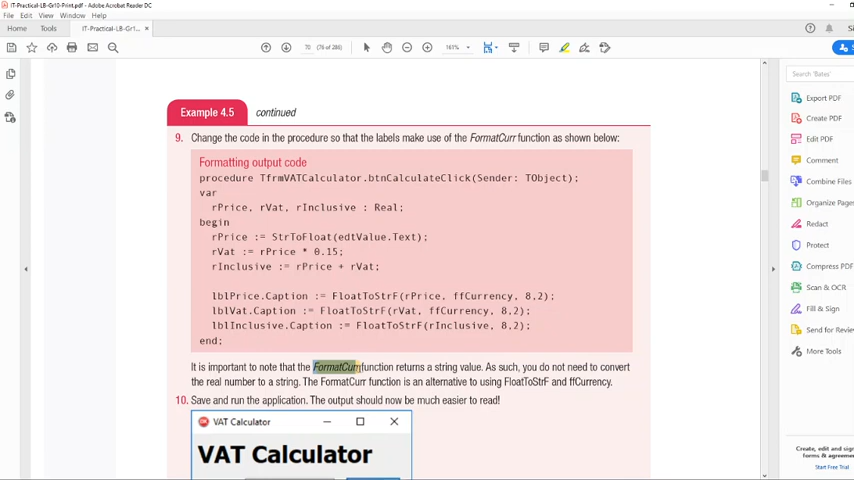 IT-Practical-LB-Gr10-Print.pdf - Adobe Acrobat Reader DC
File Edit View Window Help
Home Tools IT-Practical-LB-Gr10-Print.pdf... ×
70 (76 of 288) 161%
Search 'Bates'
Export PDF
Create PDF
Edit PDF
Comment
Combine Files
Organize Pages
Redact
Protect
Compress PDF
Scan & OCR
Fill & Sign
Send for Review
More Tools
Create, edit and sign
forms & agreements
Start Free Trial
Example 4.5 continued
9. Change the code in the procedure so that the labels make use of the FormatCurr function as shown below:
Formatting output code
procedure TfrmVATCalculator.btnCalculateClick(Sender: TObject);
var
rPrice, rVat, rInclusive : Real;
begin
rPrice := StrToFloat(edtValue.Text);
rVat := rPrice * 0.15;
rInclusive := rPrice + rVat;
lblPrice.Caption := FloatToStrF(rPrice, ffCurrency, 8,2);
lblVat.Caption := FloatToStrF(rVat, ffCurrency, 8,2);
lblInclusive.Caption := FloatToStrF(rInclusive, 8,2);
end;
It is important to note that the FormatCurr function returns a string value. As such, you do not need to convert
the real number to a string. The FormatCurr function is an alternative to using FloatToStrF and ffCurrency.
10. Save and run the application. The output should now be much easier to read!
VAT Calculator
VAT Calculator